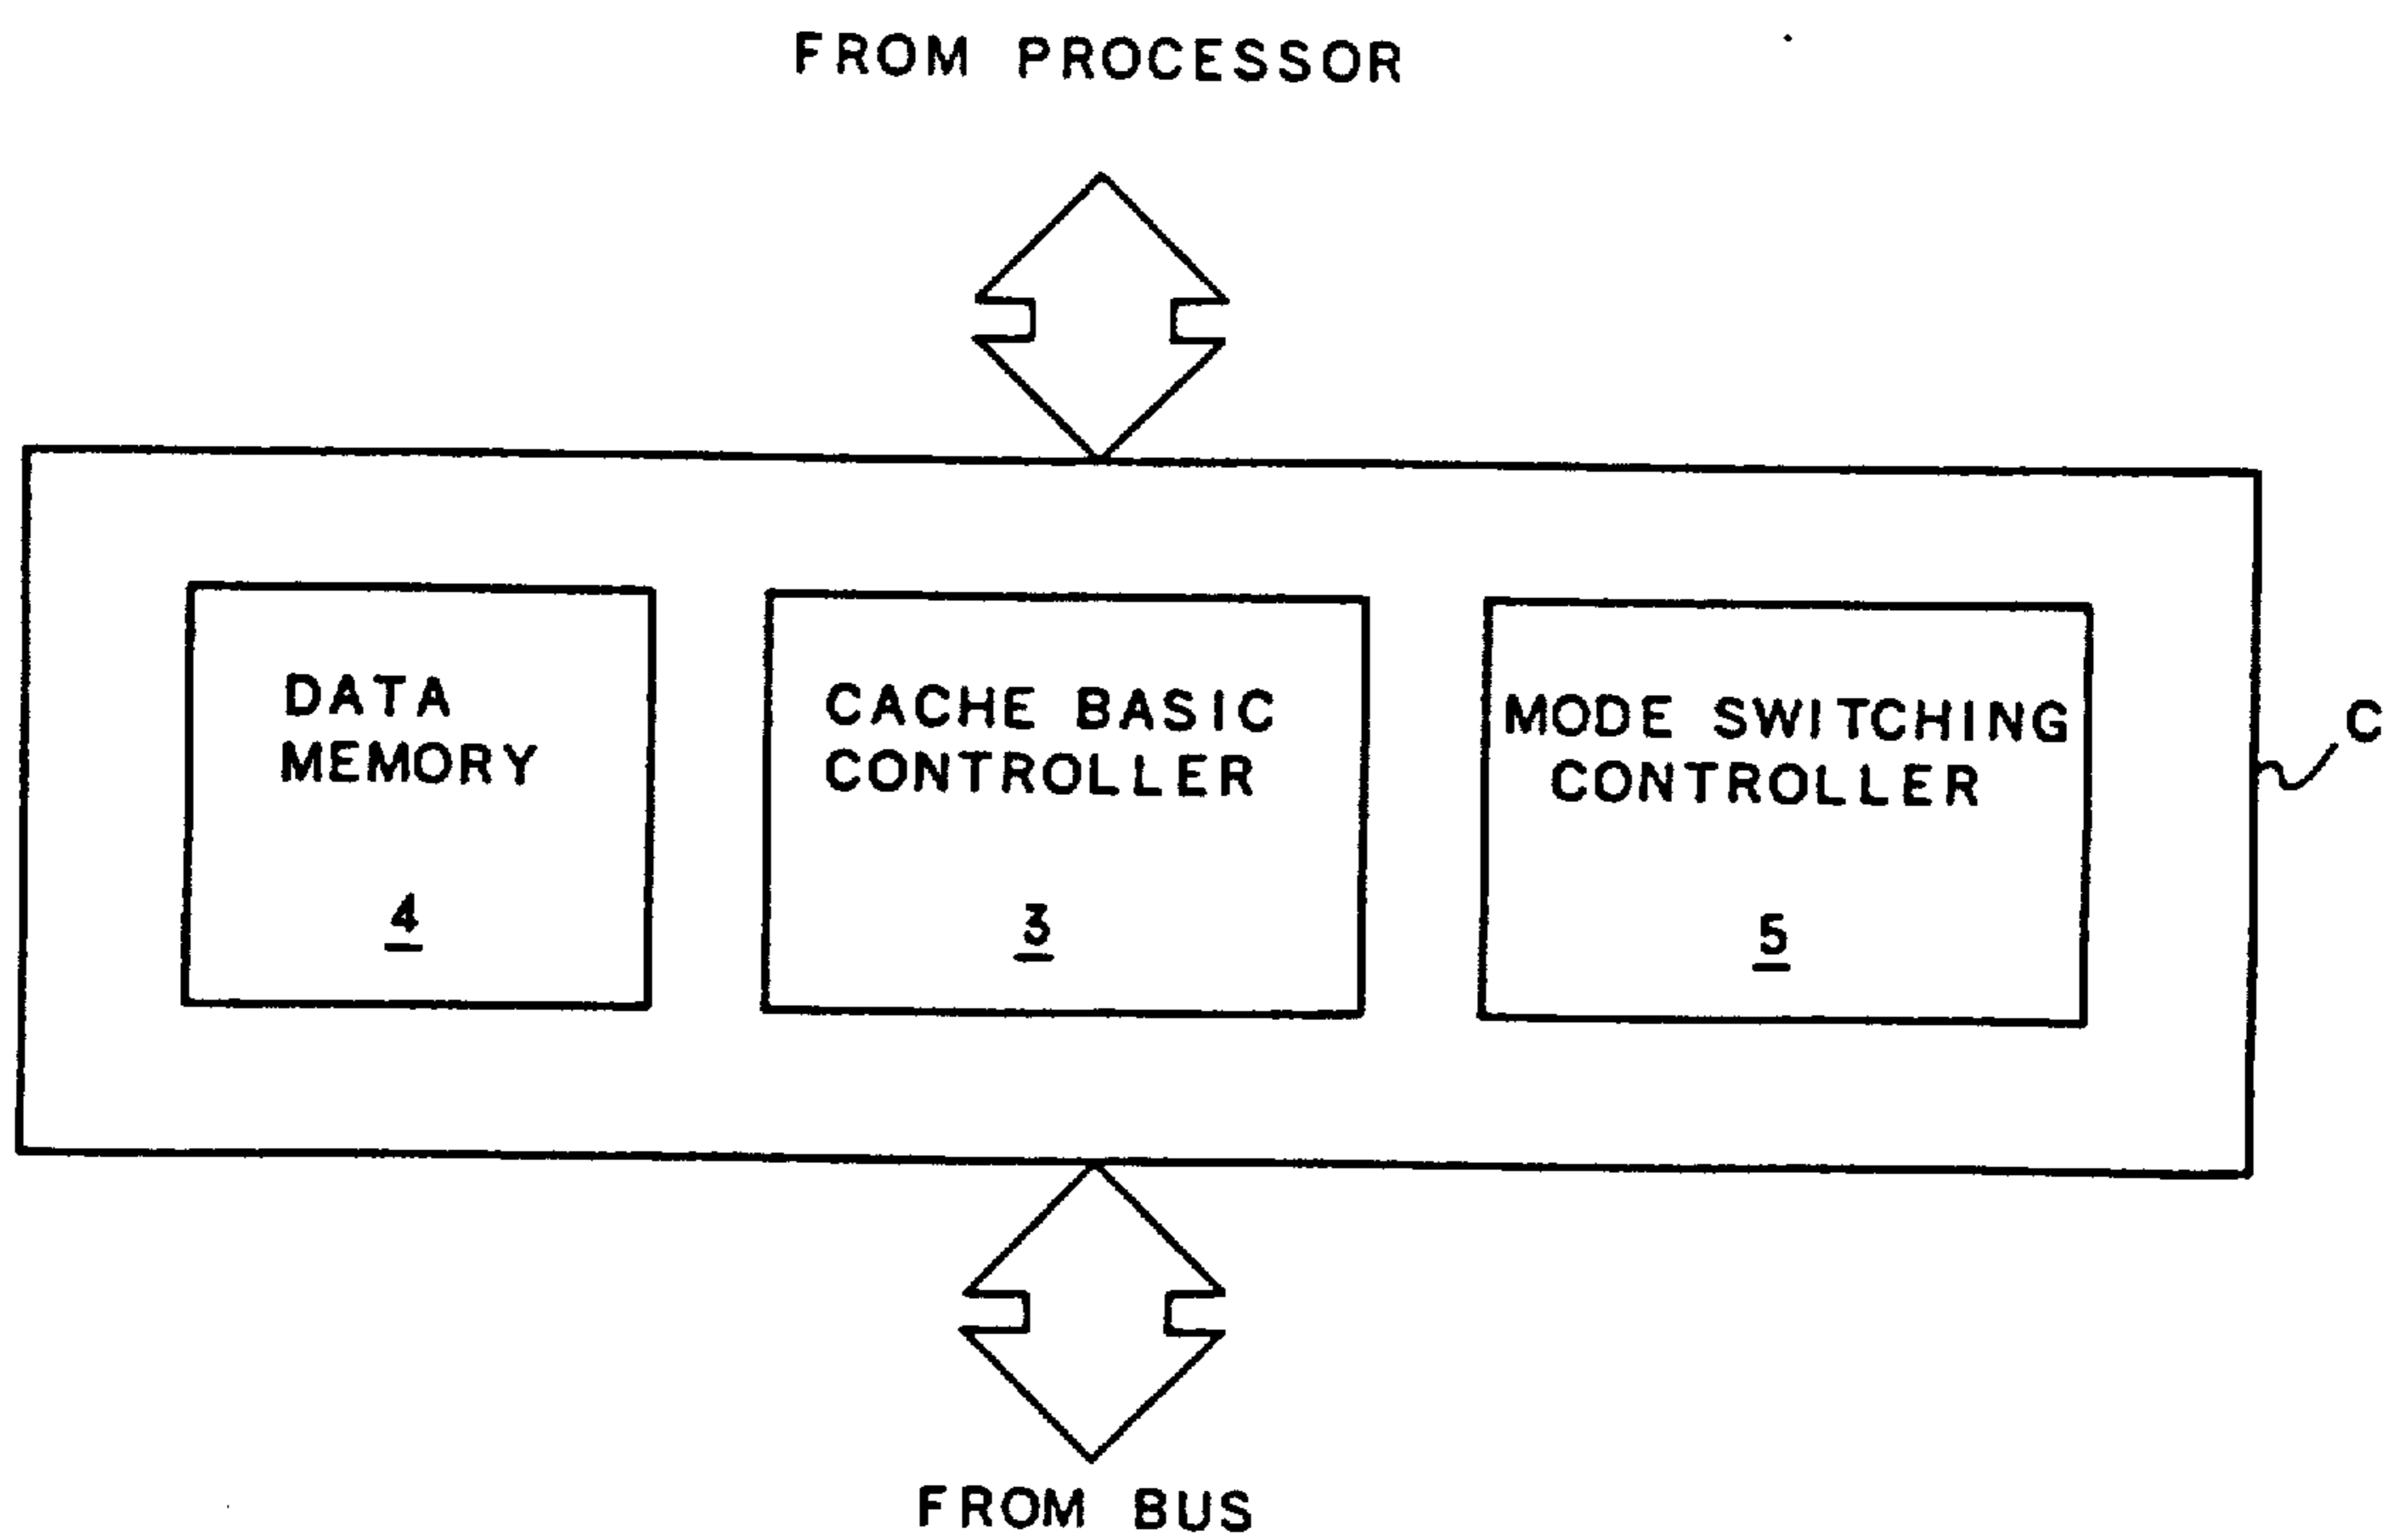 FROM PROCESSOR
DATA
MEMORY
4
CACHE BASIC
CONTROLLER
3
MODE SWITCHING
CONTROLLER
5
C
FROM BUS